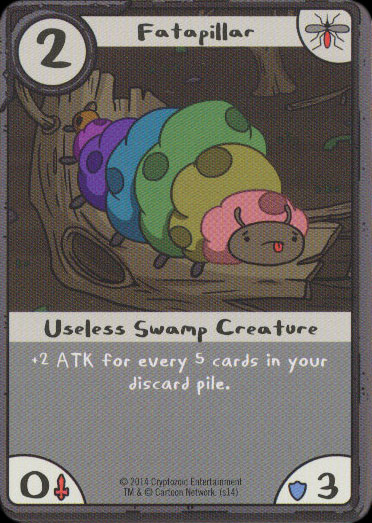 2
Fatapillar
Useless Swamp Creature
+2 ATK for every 5 cards in your
discard pile.
0
© 2014 Cryptozoic Entertainment
TM & © Cartoon Network. (s14)
3